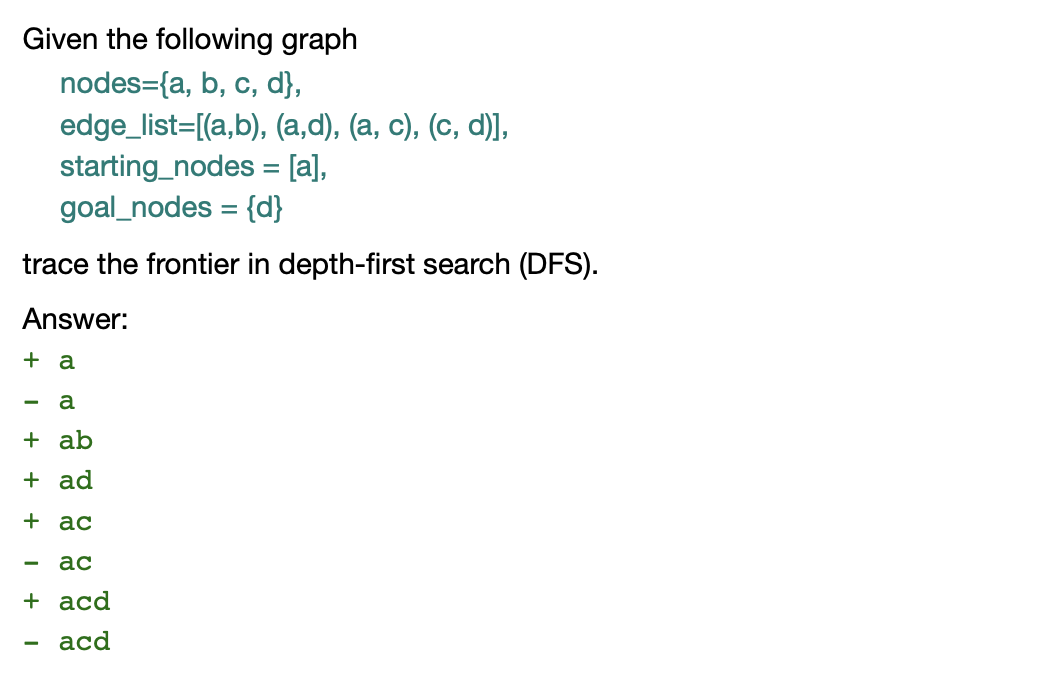 Given the following graph
nodes={a, b, c, d},
edge_list=[(a,b), (a,d), (a, c), (c, d)],
starting_nodes = [a],
goal_nodes = {d}
trace the frontier in depth-first search (DFS).
Answer:
+ a
- a
+ ab
+ ad
+ ac
- ac
+ acd
- acd